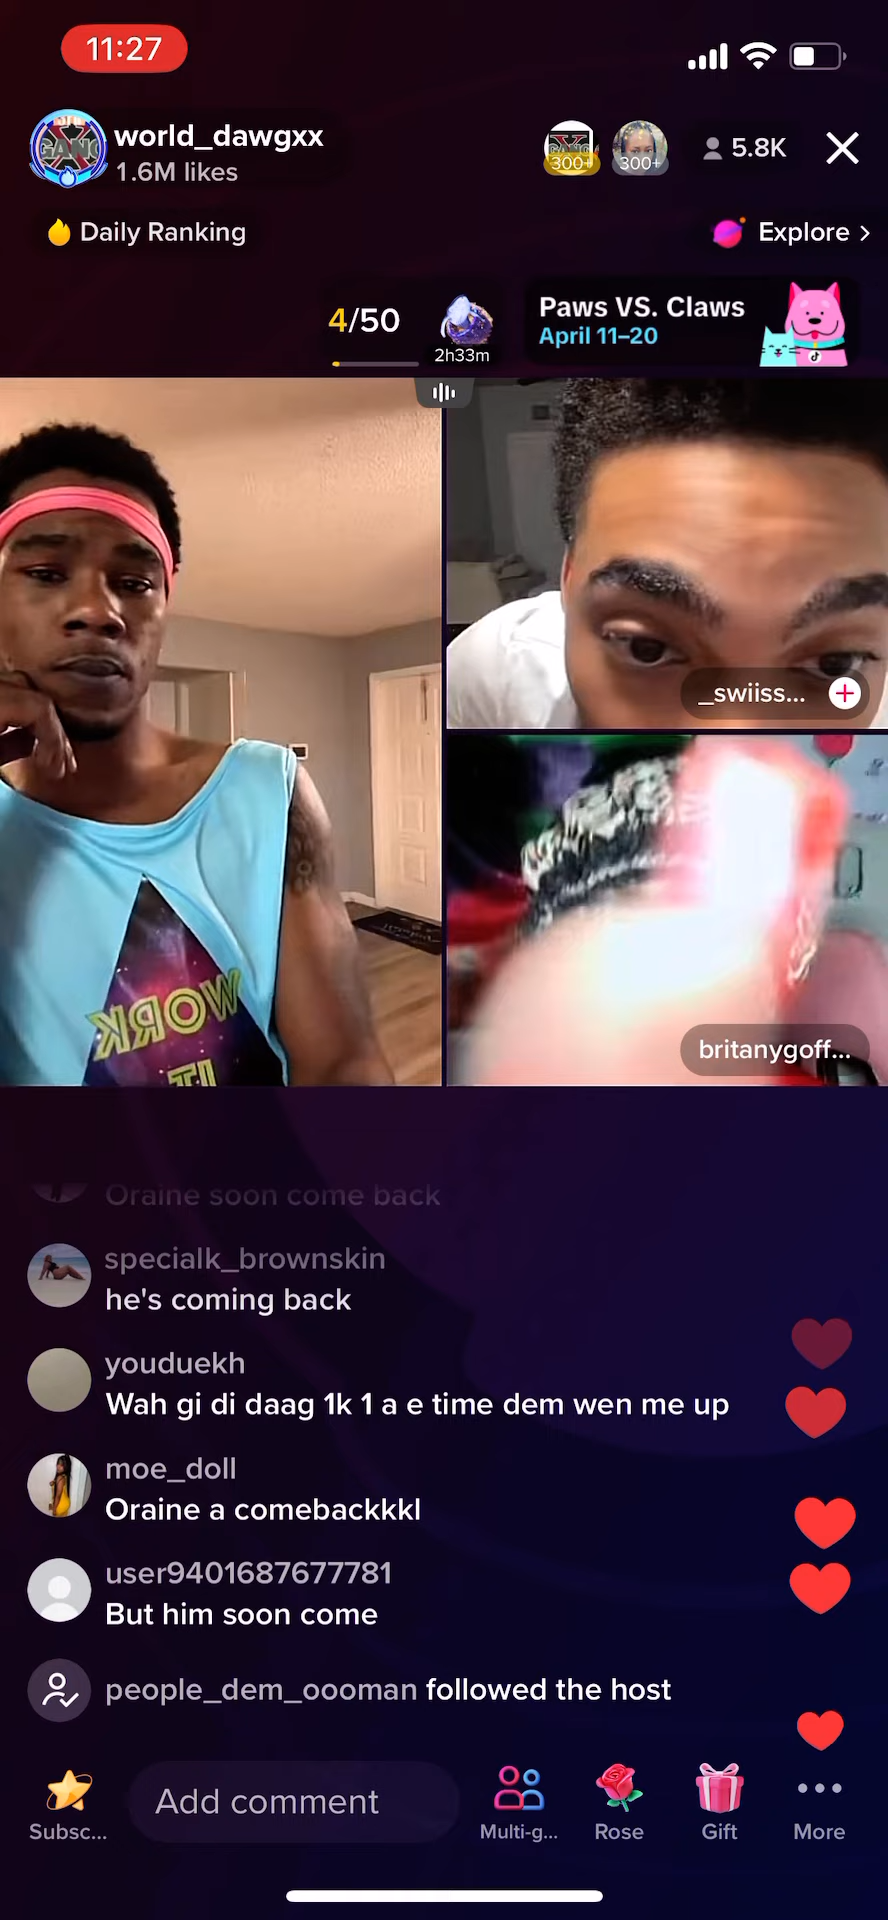 11:27
world_dawgxx
1.6M likes
300+
300+
5.8K
Daily Ranking
Explore >
4/50
2h33m
Paws VS. Claws
April 11–20
_swiiss...
WORK
IT
britanygoff...
Oraine soon come back
specialk_brownskin
he's coming back
youduekh
Wah gi di daag 1k 1 a e time dem wen me up
moe_doll
Oraine a comebackkkl
user9401687677781
But him soon come
people_dem_oooman followed the host
Subsc...
Add comment
Multi-g...
Rose
Gift
More